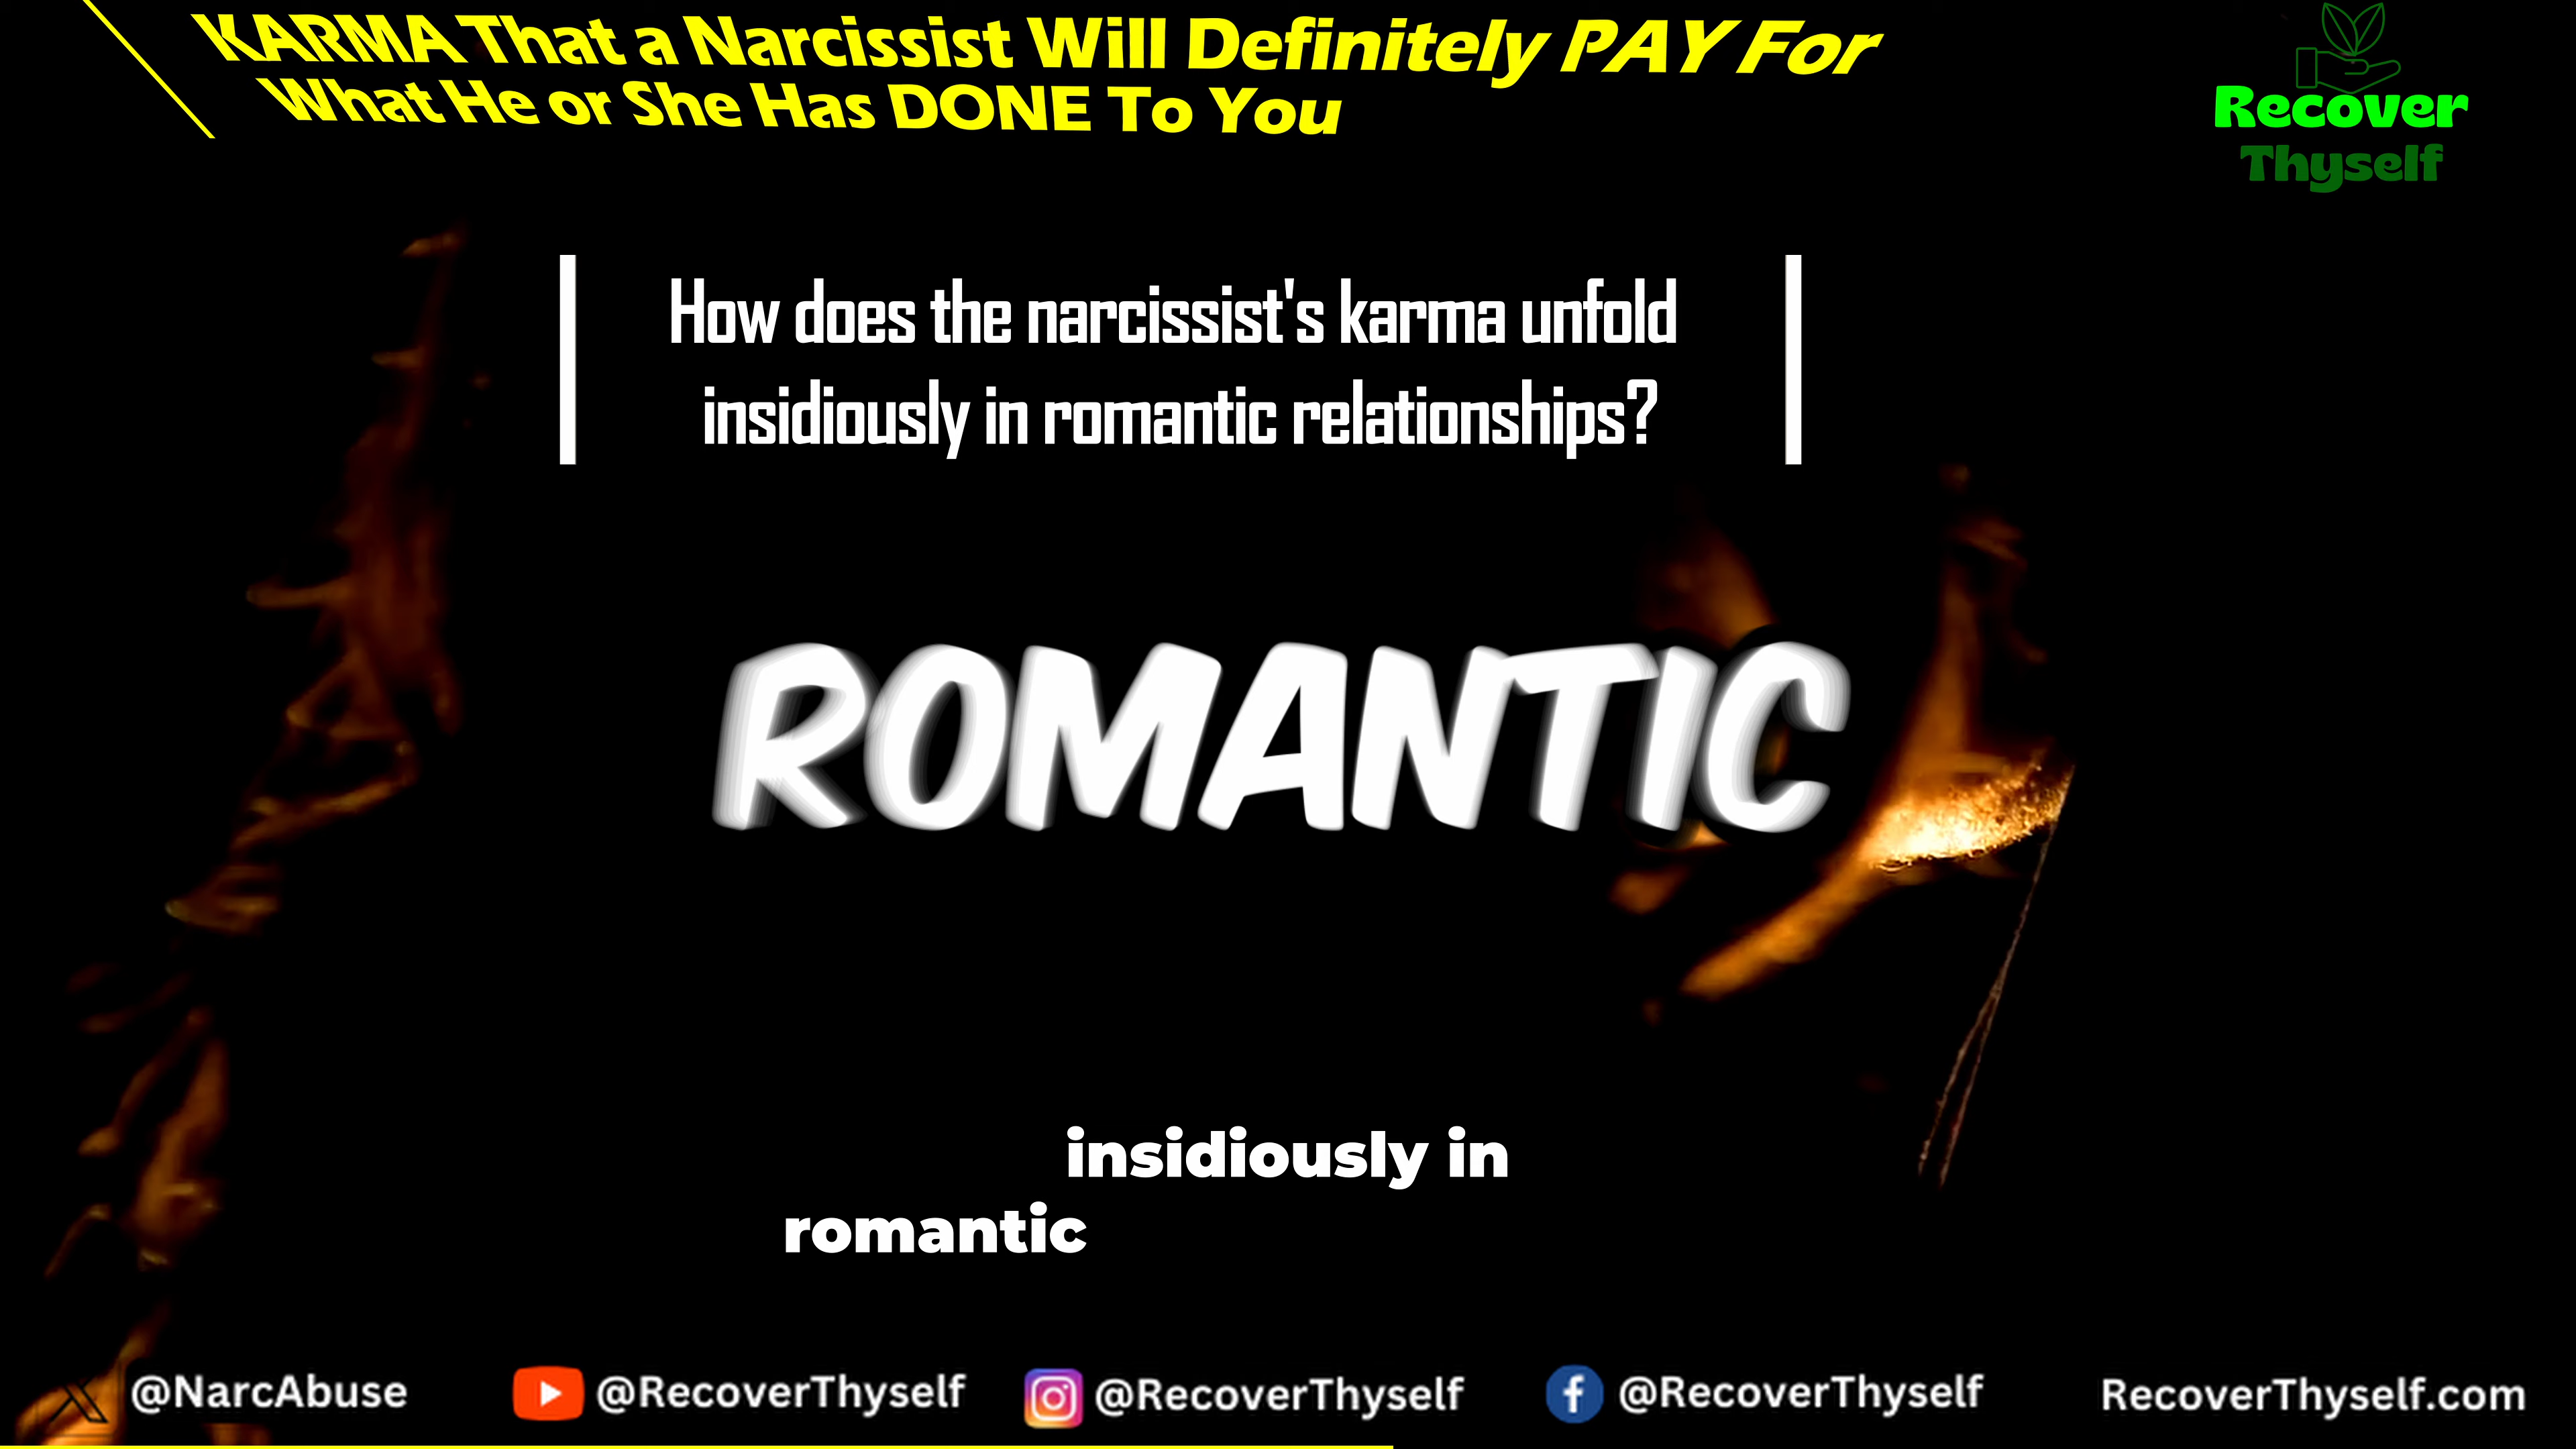 KARMA That a Narcissist Will Definitely PAY For
What He or She Has DONE To You
Recover
Thyself
How does the narcissist's karma unfold
insidiously in romantic relationships?
ROMANTIC
insidiously in
romantic
@NarcAbuse
@RecoverThyself
@RecoverThyself
@RecoverThyself
RecoverThyself.com